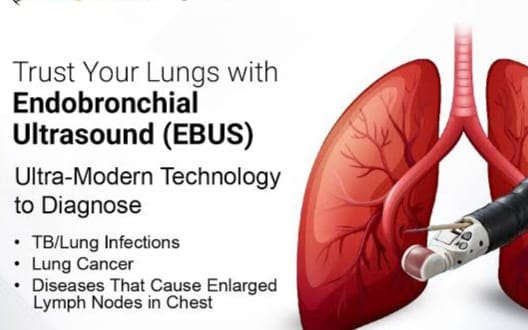 Trust Your Lungs with
Endobronchial
Ultrasound (EBUS)
Ultra-Modern Technology
to Diagnose
• TB/Lung Infections
• Lung Cancer
• Diseases That Cause Enlarged
Lymph Nodes in Chest